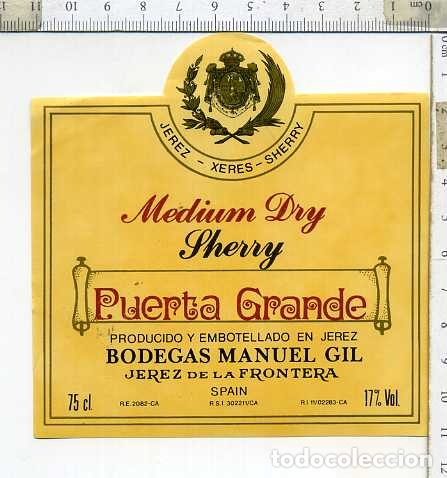 JEREZ - XERES - SHERRY
Medium Dry
Sherry
Puerta Grande
PRODUCIDO Y EMBOTELLADO EN JEREZ
BODEGAS MANUEL GIL
JEREZ DE LA FRONTERA
SPAIN
75 cl.
R.E. 2082-CA
R.S.I. 302211/CA
R.I. 11/02283-CA
17% Vol.
todocoleccion